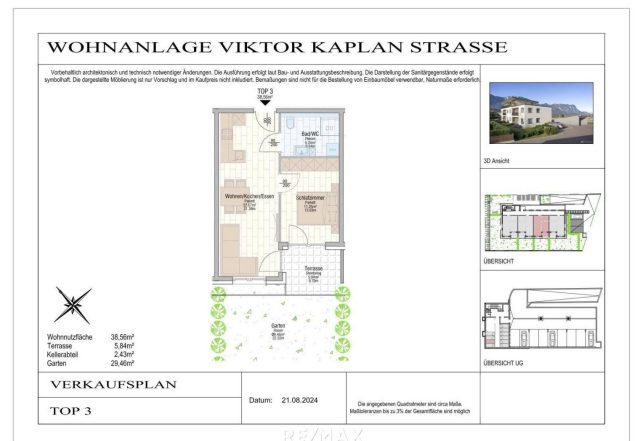 WOHNANLAGE VIKTOR KAPLAN STRASSE
Vorbehaltlich architektonisch und technisch notwendiger Änderungen. Die Ausführung erfolgt laut Bau- und Ausstattungsbeschreibung. Die Darstellung der Sanitärgegenstände erfolgt
symbolhaft. Die dargestellte Möblierung ist nur Vorschlag und im Kaufpreis nicht inkludiert. Bemaßungen sind nicht für die Bestellung von Einbaumöbel verwendbar, Naturmaße erforderlich
TOP 3
38,56m²
Bad/WC
Wohnen/Kochen/Essen
Parkett
Schlafzimmer
Parkett
Terrasse
Garten
3D Ansicht
ÜBERSICHT
ÜBERSICHT UG
Wohnnutzfläche 38,56m²
Terrasse 5,84m²
Kellerabteil 2,43m²
Garten 29,46m²
VERKAUFSPLAN
TOP 3
Datum: 21.08.2024
Die angegebenen Quadratmeter sind circa Maße.
Maßtoleranzen bis zu 3% der Gesamtfläche sind möglich
RE/MAX